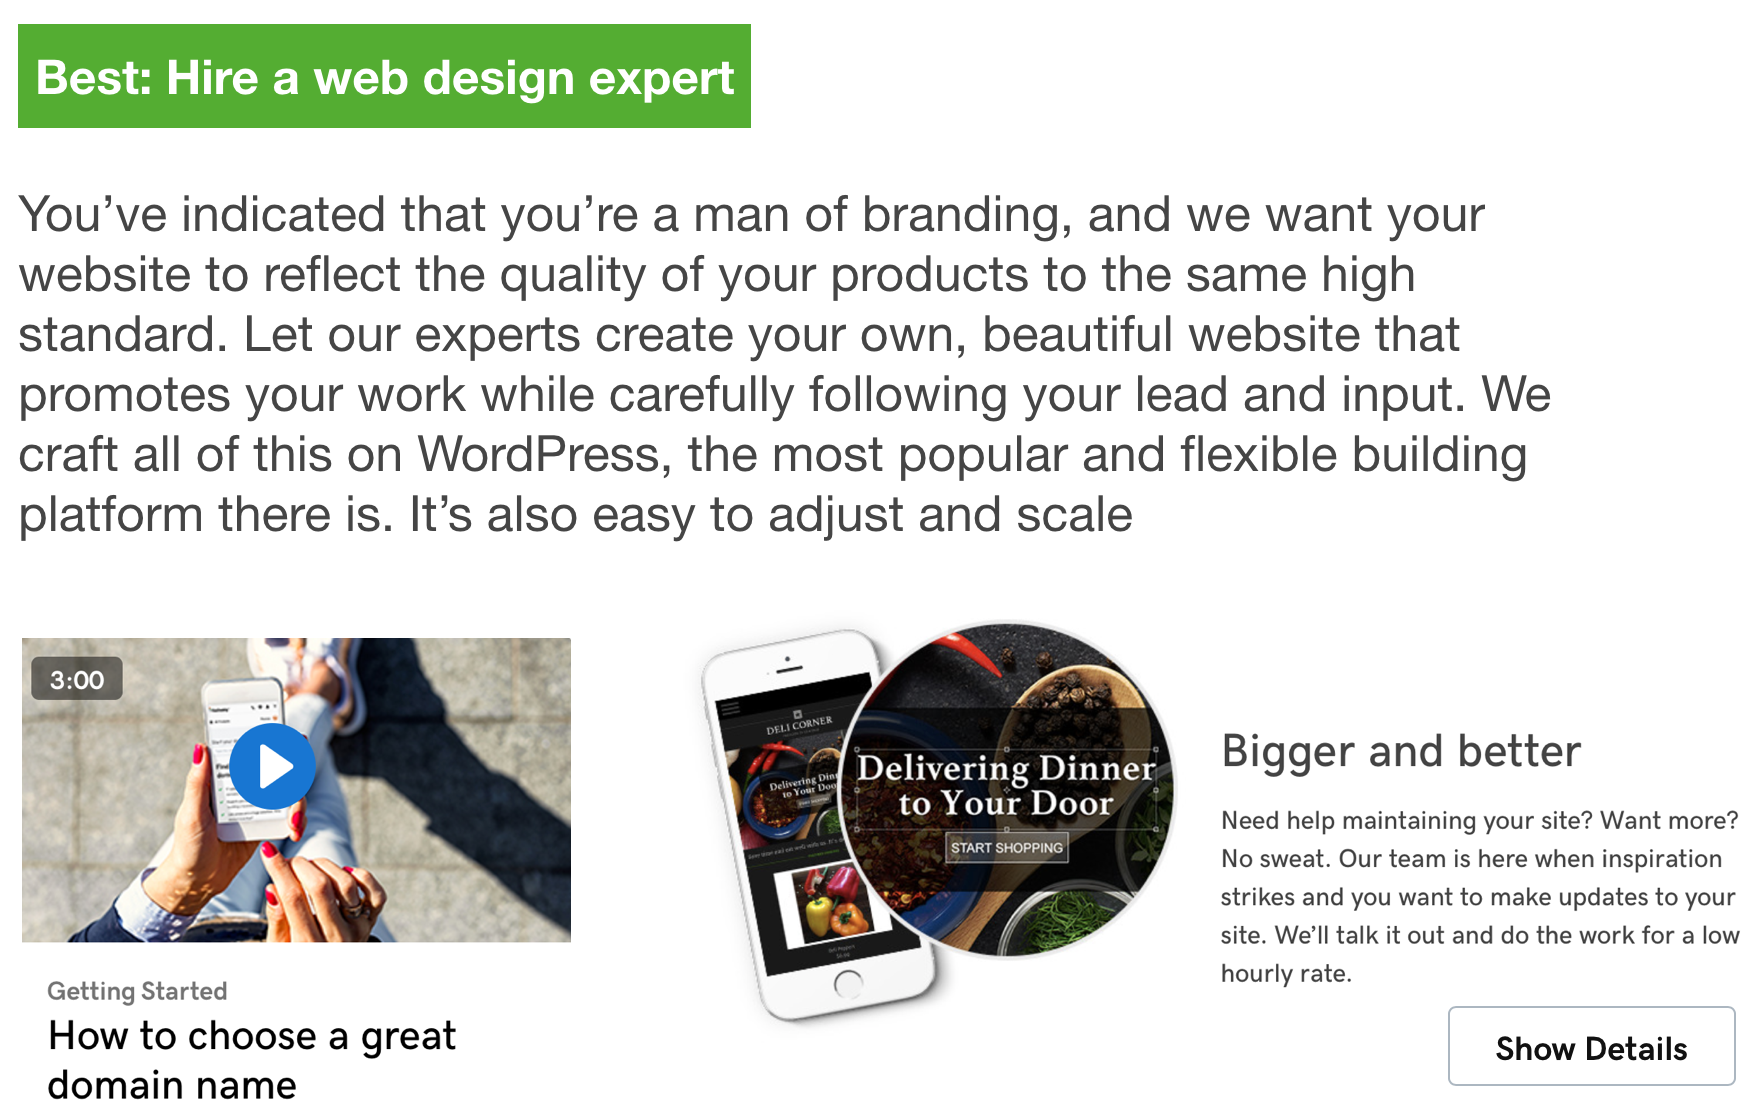 Best: Hire a web design expert
You’ve indicated that you’re a man of branding, and we want your
website to reflect the quality of your products to the same high
standard. Let our experts create your own, beautiful website that
promotes your work while carefully following your lead and input. We
craft all of this on WordPress, the most popular and flexible building
platform there is. It’s also easy to adjust and scale
3:00
Getting Started
How to choose a great
domain name
DELI CORNER
Delivering Dinn
to Your Doo
Delivering Dinner
to Your Door
START SHOPPING
Bigger and better
Need help maintaining your site? Want more?
No sweat. Our team is here when inspiration
strikes and you want to make updates to your
site. We’ll talk it out and do the work for a low
hourly rate.
Show Details